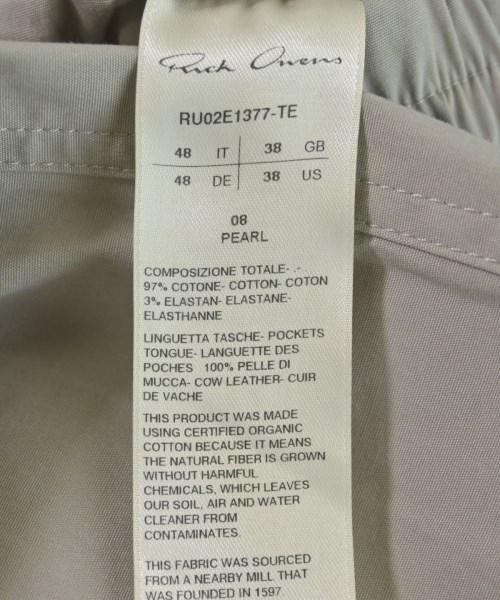 Rick Owens
RU02E1377-TE
48 IT 38 GB
48 DE 38 US
08
PEARL
COMPOSIZIONE TOTALE- .-
97% COTONE- COTTON- COTON
3% ELASTAN- ELASTANE-
ELASTHANNE
LINGUETTA TASCHE- POCKETS
TONGUE- LANGUETTE DES
POCHES 100% PELLE DI
MUCCA- COW LEATHER- CUIR
DE VACHE
THIS PRODUCT WAS MADE
USING CERTIFIED ORGANIC
COTTON BECAUSE IT MEANS
THE NATURAL FIBER IS GROWN
WITHOUT HARMFUL
CHEMICALS, WHICH LEAVES
OUR SOIL, AIR AND WATER
CLEANER FROM
CONTAMINATES.
THIS FABRIC WAS SOURCED
FROM A NEARBY MILL THAT
WAS FOUNDED IN 1597